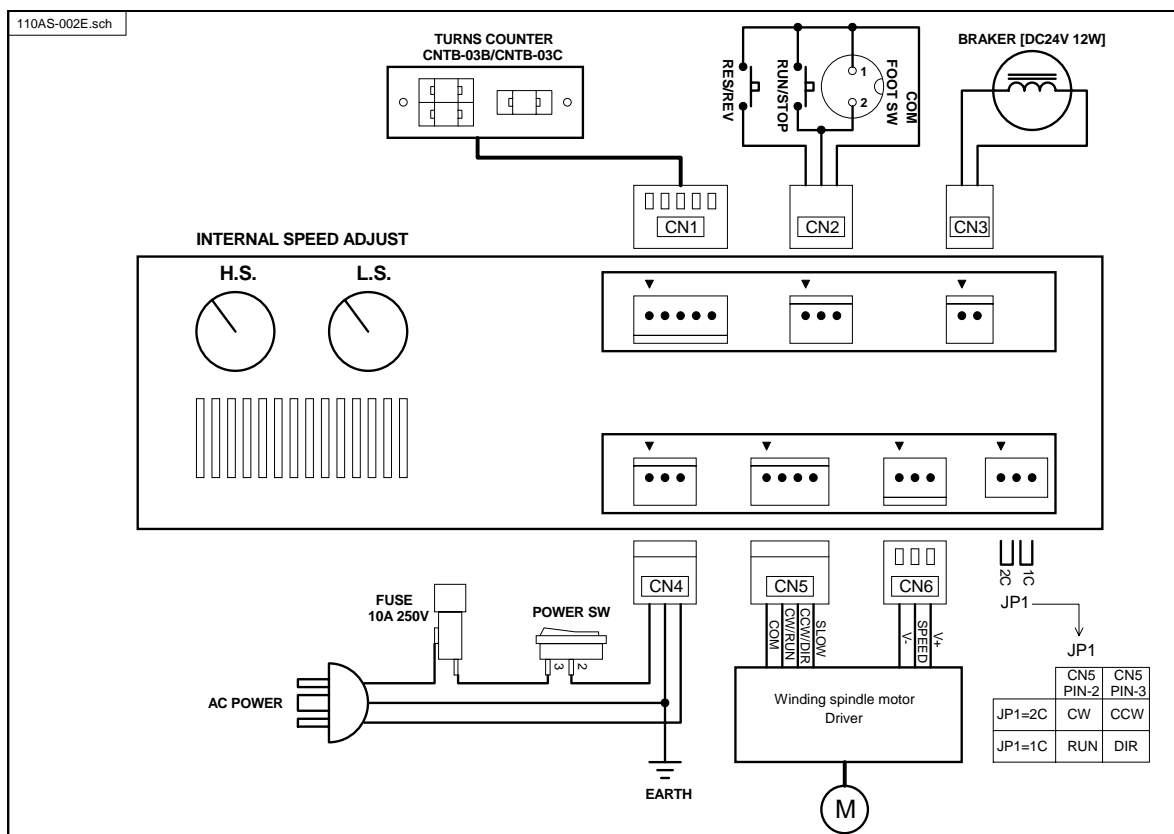 110AS-002E.sch
TURNS COUNTER
CNTB-03B/CNTB-03C
RES/REV
RUN/STOP
1
2
FOOT SW
COM
BRAKER [DC24V 12W]
CN1
CN2
CN3
INTERNAL SPEED ADJUST
H.S.
L.S.
CN4
CN5
CN6
2C
1C
JP1
FUSE
10A 250V
POWER SW
3
2
COM
CW/RUN
CCW/DIR
SLOW
V-
SPEED
V+
JP1
CN5 CN5
PIN-2 PIN-3
JP1=2C CW CCW
JP1=1C RUN DIR
AC POWER
Winding spindle motor
Driver
EARTH
M